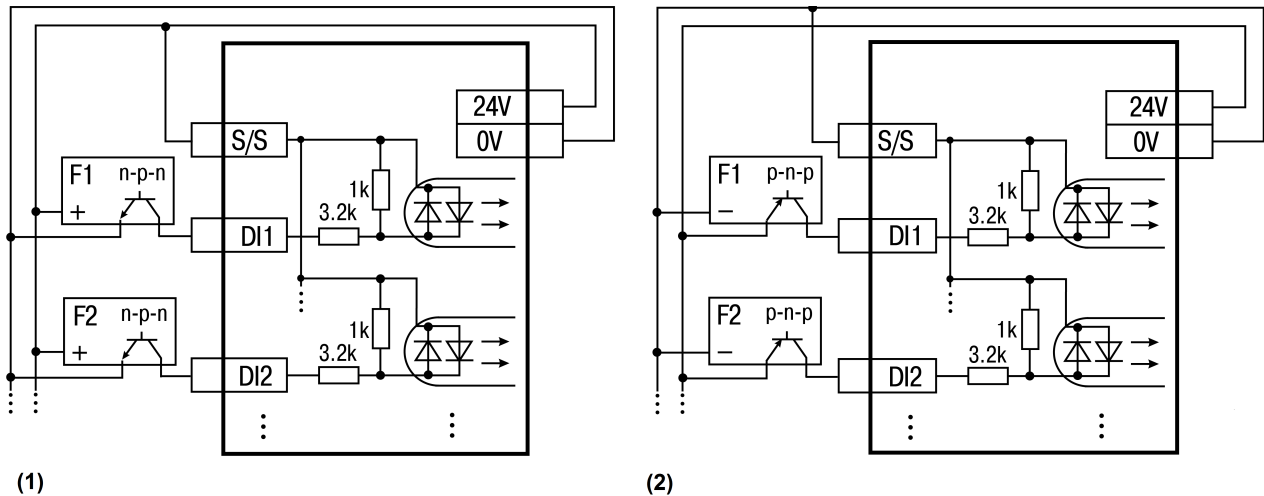 24V
0V
S/S
F1 n-p-n
+
1k
3.2k
DI1
F2 n-p-n
+
1k
3.2k
DI2
(1)
24V
0V
S/S
F1 p-n-p
−
1k
3.2k
DI1
F2 p-n-p
−
1k
3.2k
DI2
(2)